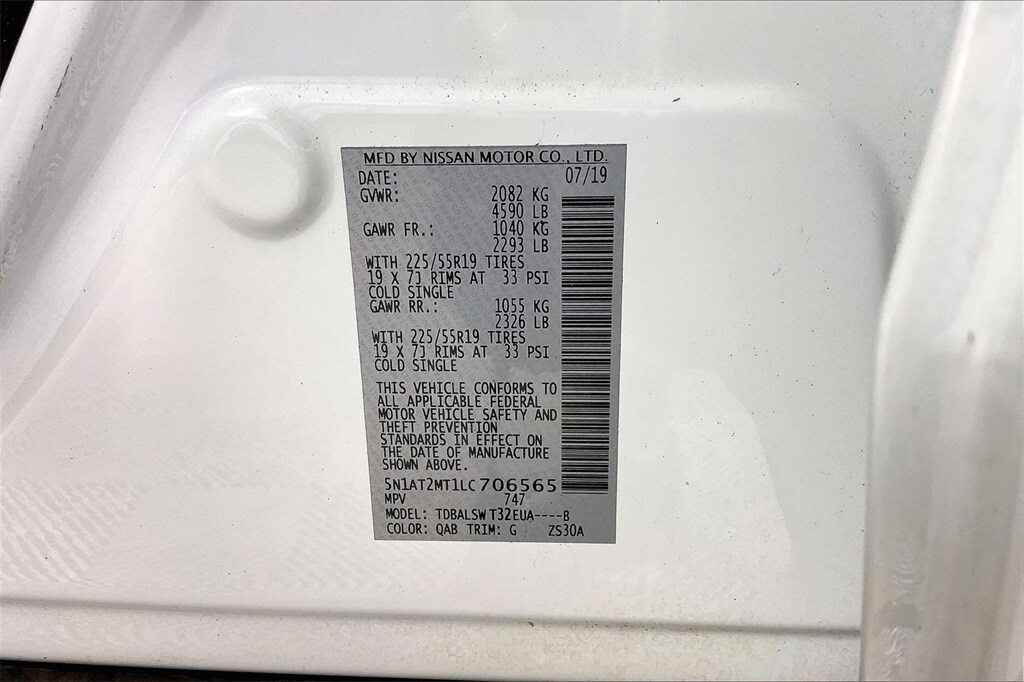 MFD BY NISSAN MOTOR CO., LTD.
DATE: 07/19
GVWR: 2082 KG
4590 LB
GAWR FR.: 1040 KG
2293 LB
WITH 225/55R19 TIRES
19 X 7J RIMS AT 33 PSI
COLD SINGLE
GAWR RR.: 1055 KG
2326 LB
WITH 225/55R19 TIRES
19 X 7J RIMS AT 33 PSI
COLD SINGLE
THIS VEHICLE CONFORMS TO
ALL APPLICABLE FEDERAL
MOTOR VEHICLE SAFETY AND
THEFT PREVENTION
STANDARDS IN EFFECT ON
THE DATE OF MANUFACTURE
SHOWN ABOVE.
5N1AT2MT1LC706565
MPV 747
MODEL: TDBALSW T32EUA----B
COLOR: QAB TRIM: G ZS30A